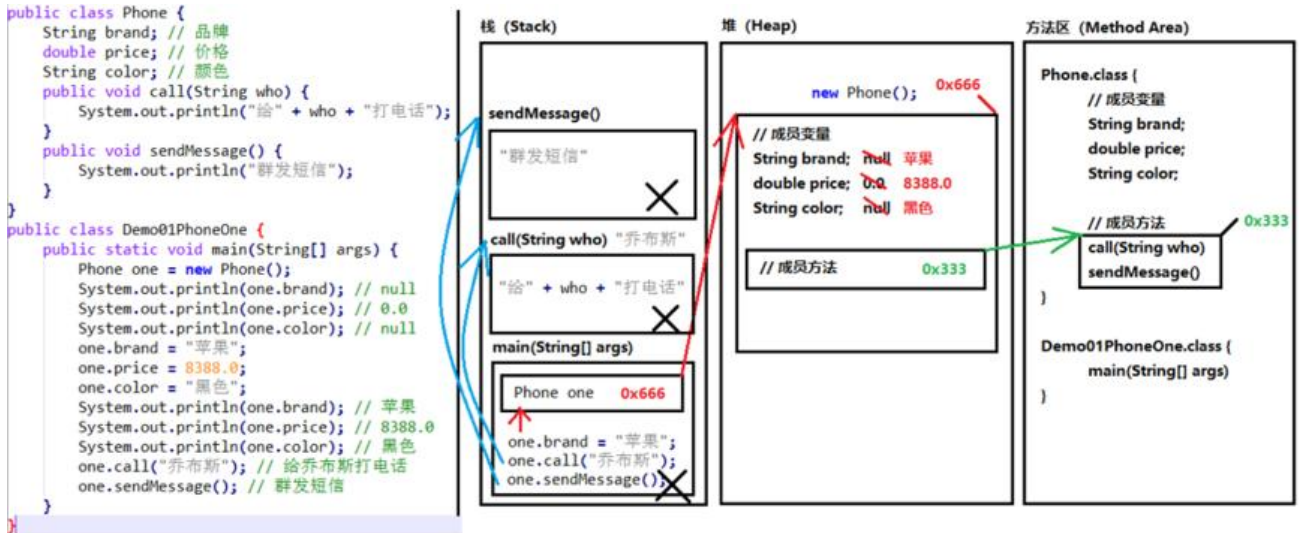 public class Phone {
String brand; // 品牌
double price; // 价格
String color; // 颜色
public void call(String who) {
System.out.println("给" + who + "打电话");
}
public void sendMessage() {
System.out.println("群发短信");
}
}
public class Demo01PhoneOne {
public static void main(String[] args) {
Phone one = new Phone();
System.out.println(one.brand); // null
System.out.println(one.price); // 0.0
System.out.println(one.color); // null
one.brand = "苹果";
one.price = 8388.0;
one.color = "黑色";
System.out.println(one.brand); // 苹果
System.out.println(one.price); // 8388.0
System.out.println(one.color); // 黑色
one.call("乔布斯"); // 给乔布斯打电话
one.sendMessage(); // 群发短信
}
}
栈 (Stack)
sendMessage()
"群发短信"
call(String who) "乔布斯"
"给" + who + "打电话"
main(String[] args)
Phone one 0x666
one.brand = "苹果";
one.call("乔布斯");
one.sendMessage();
堆 (Heap)
new Phone(); 0x666
// 成员变量
String brand; null 苹果
double price; 0.0 8388.0
String color; null 黑色
// 成员方法 0x333
方法区 (Method Area)
Phone.class {
// 成员变量
String brand;
double price;
String color;
// 成员方法 0x333
call(String who)
sendMessage()
}
Demo01PhoneOne.class {
main(String[] args)
}